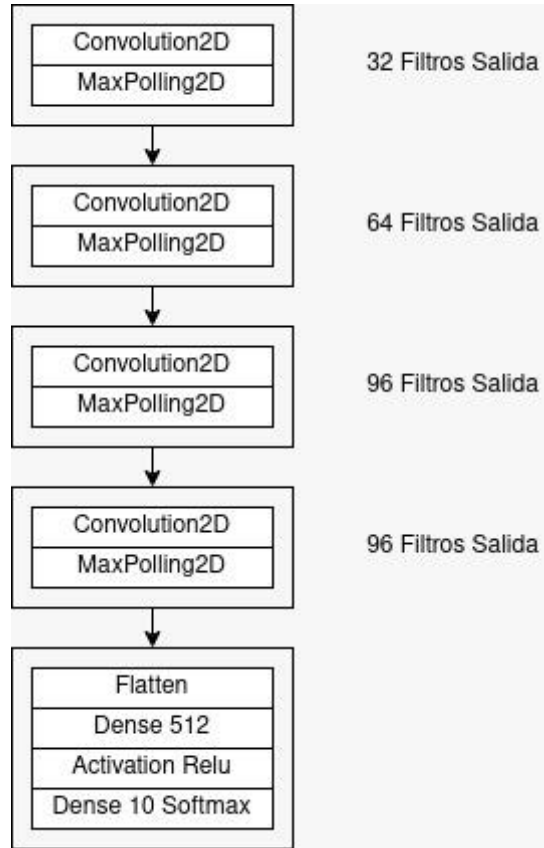 Convolution2D
MaxPolling2D
32 Filtros Salida
Convolution2D
MaxPolling2D
64 Filtros Salida
Convolution2D
MaxPolling2D
96 Filtros Salida
Convolution2D
MaxPolling2D
96 Filtros Salida
Flatten
Dense 512
Activation Relu
Dense 10 Softmax